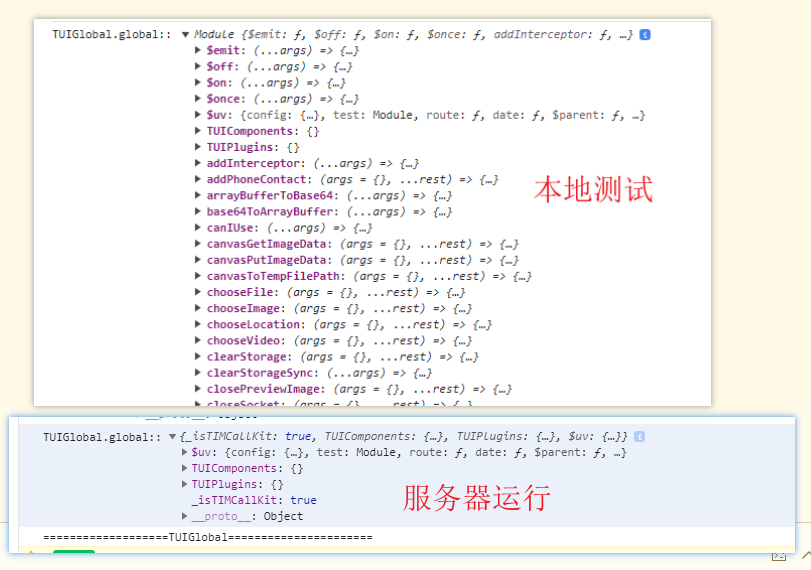 TUIGlobal.global:: ▼ Module {$emit: ƒ, $off: ƒ, $on: ƒ, $once: ƒ, addInterceptor: ƒ, …} i
▶ $emit: (...args) => {…}
▶ $off: (...args) => {…}
▶ $on: (...args) => {…}
▶ $once: (...args) => {…}
▶ $uv: {config: {…}, test: Module, route: ƒ, date: ƒ, $parent: ƒ, …}
▶ TUIComponents: {}
▶ TUIPlugins: {}
▶ addInterceptor: (...args) => {…}
▶ addPhoneContact: (args = {}, ...rest) => {…}
▶ arrayBufferToBase64: (...args) => {…}
▶ base64ToArrayBuffer: (...args) => {…}
▶ canIUse: (...args) => {…}
▶ canvasGetImageData: (args = {}, ...rest) => {…}
▶ canvasPutImageData: (args = {}, ...rest) => {…}
▶ canvasToTempFilePath: (args = {}, ...rest) => {…}
▶ chooseFile: (args = {}, ...rest) => {…}
▶ chooseImage: (args = {}, ...rest) => {…}
▶ chooseLocation: (args = {}, ...rest) => {…}
▶ chooseVideo: (args = {}, ...rest) => {…}
▶ clearStorage: (args = {}, ...rest) => {…}
▶ clearStorageSync: (...args) => {…}
▶ closePreviewImage: (args = {}, ...rest) => {…}
▶ closeSocket: (args = {}, ...rest) => {…}
本地测试
TUIGlobal.global:: ▼ {_isTIMCallKit: true, TUIComponents: {…}, TUIPlugins: {…}, $uv: {…}} i
▶ $uv: {config: {…}, test: Module, route: ƒ, date: ƒ, $parent: ƒ, …}
▶ TUIComponents: {}
▶ TUIPlugins: {}
_isTIMCallKit: true
▶ __proto__: Object
服务器运行
===================TUIGlobal======================